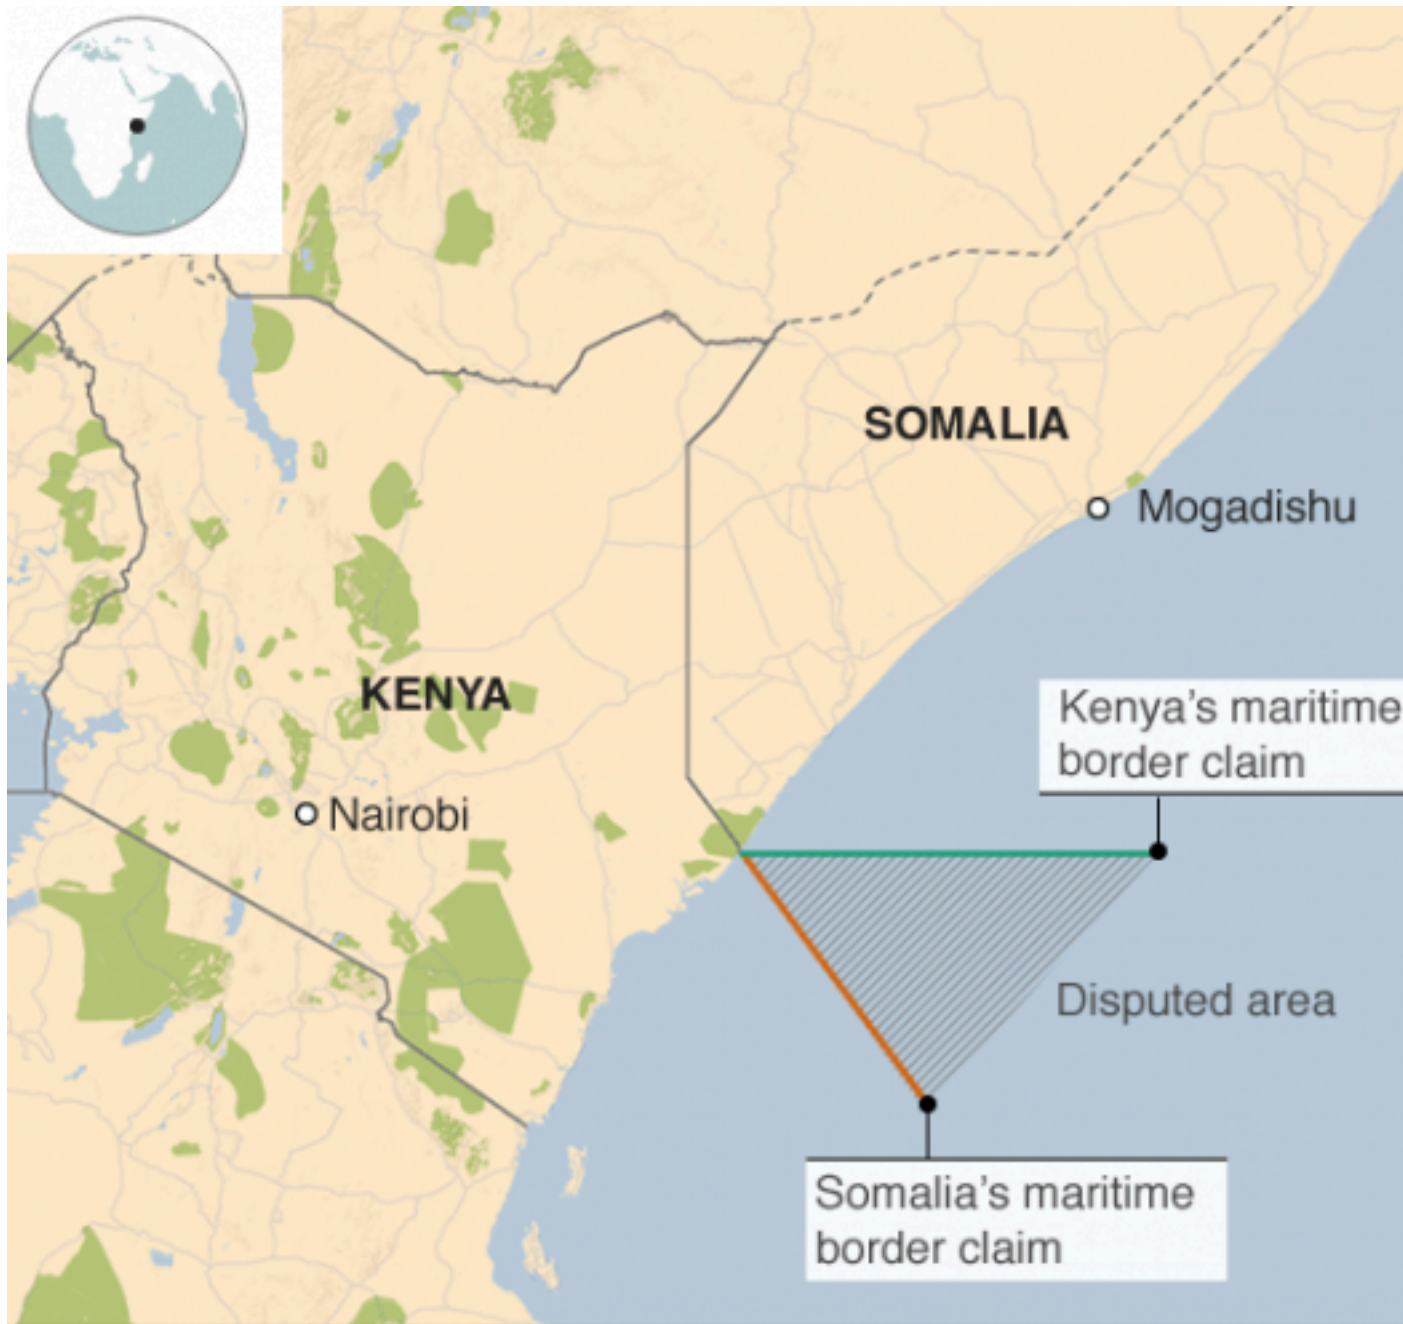 SOMALIA
Mogadishu
KENYA
Kenya's maritime
border claim
Nairobi
Disputed area
Somalia's maritime
border claim